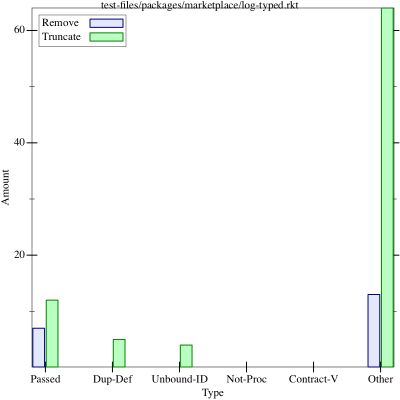 test-files/packages/marketplace/log-typed.rkt
Remove
Truncate
60
40
20
Amount
Passed Dup-Def Unbound-ID Not-Proc Contract-V Other
Type